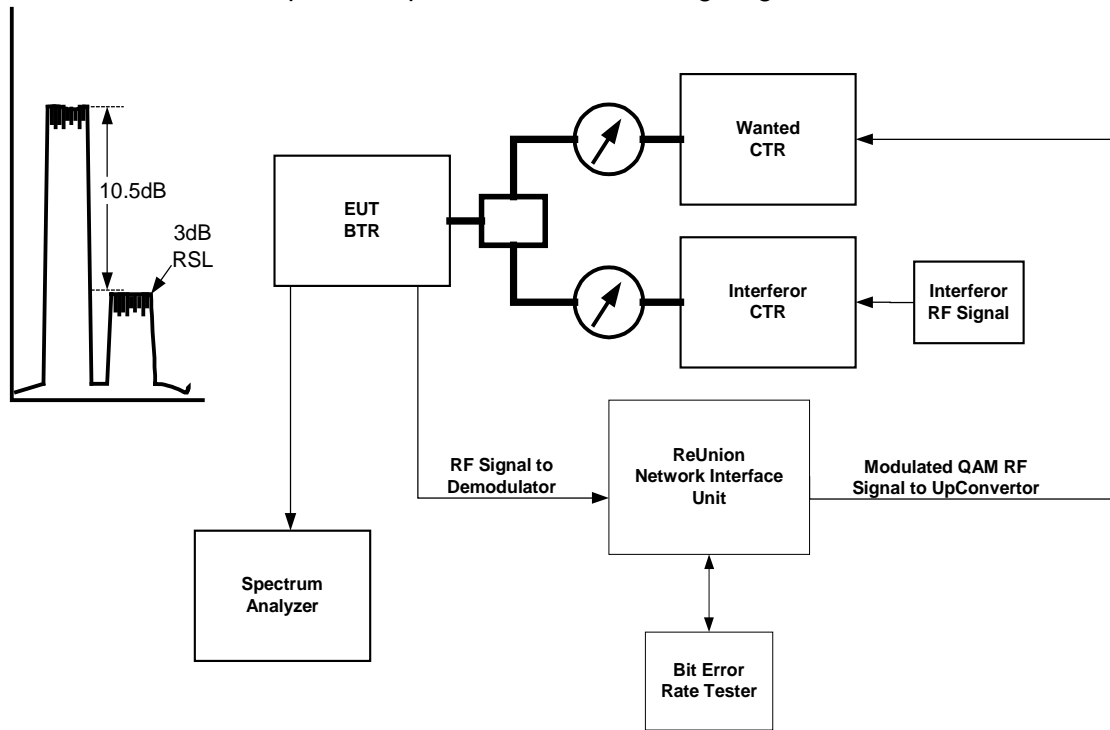 10.5dB
3dB
RSL
EUT
BTR
Wanted
CTR
Interferor
CTR
Interferor
RF Signal
RF Signal to
Demodulator
ReUnion
Network Interface
Unit
Modulated QAM RF
Signal to UpConvertor
Spectrum
Analyzer
Bit Error
Rate Tester